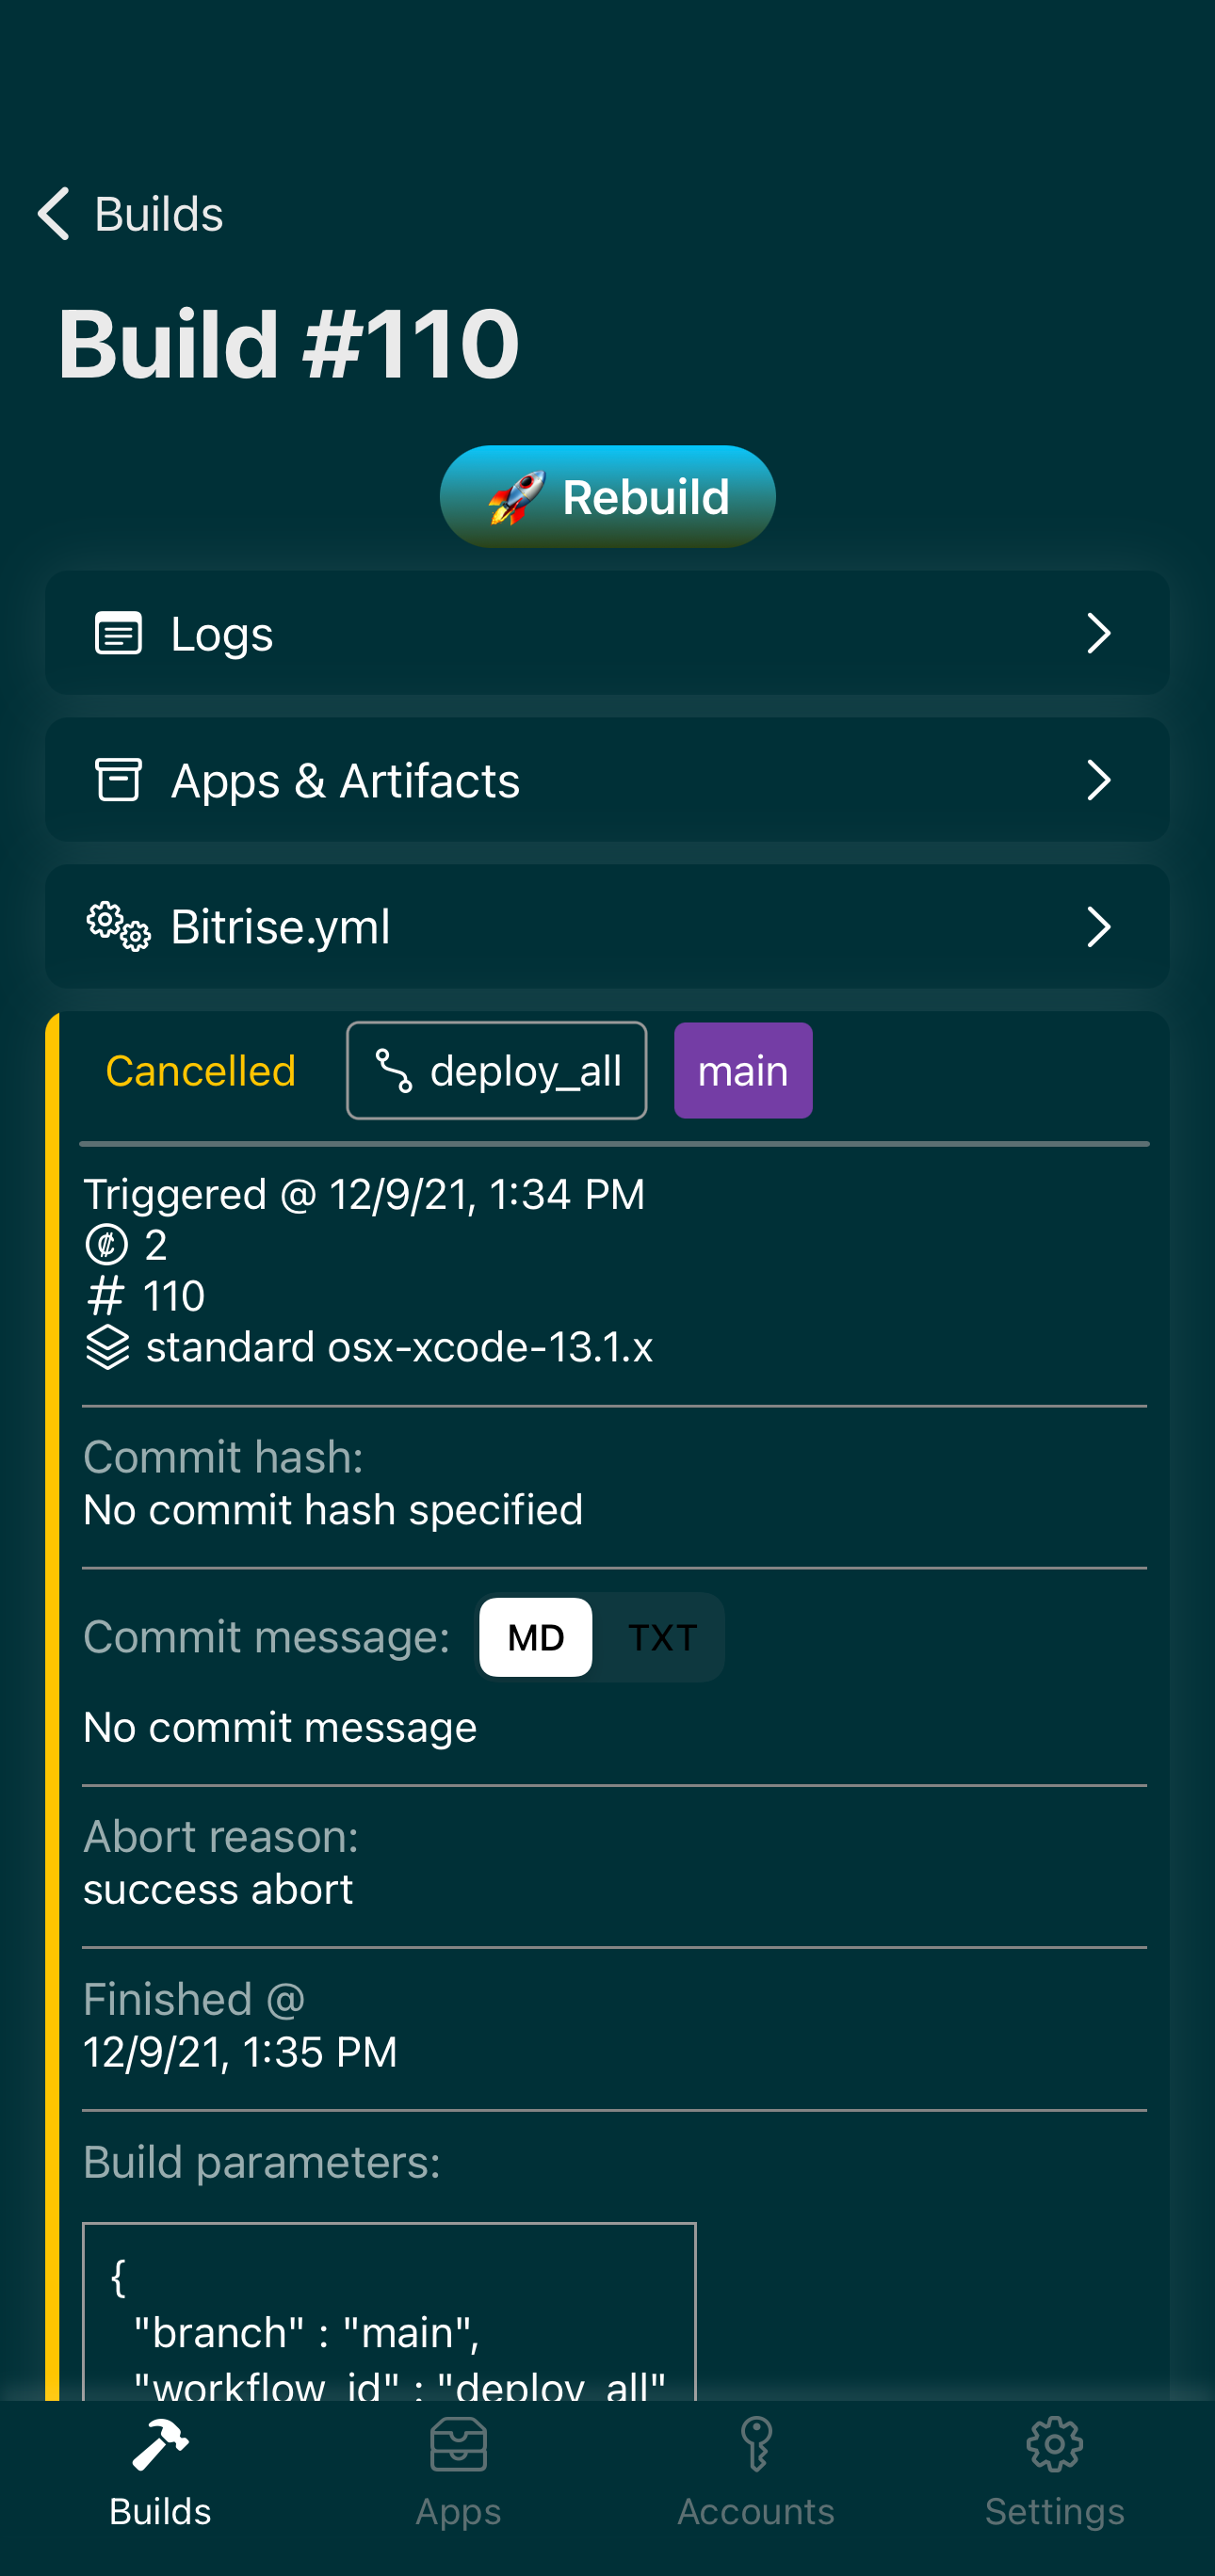 Builds
Build #110
🚀 Rebuild
Logs
Apps & Artifacts
Bitrise.yml
Cancelled deploy_all main
Triggered @ 12/9/21, 1:34 PM
2
# 110
standard osx-xcode-13.1.x
Commit hash:
No commit hash specified
Commit message: MD TXT
No commit message
Abort reason:
success abort
Finished @
12/9/21, 1:35 PM
Build parameters:
{
"branch" : "main",
"workflow_id" : "deploy_all"
Builds Apps Accounts Settings